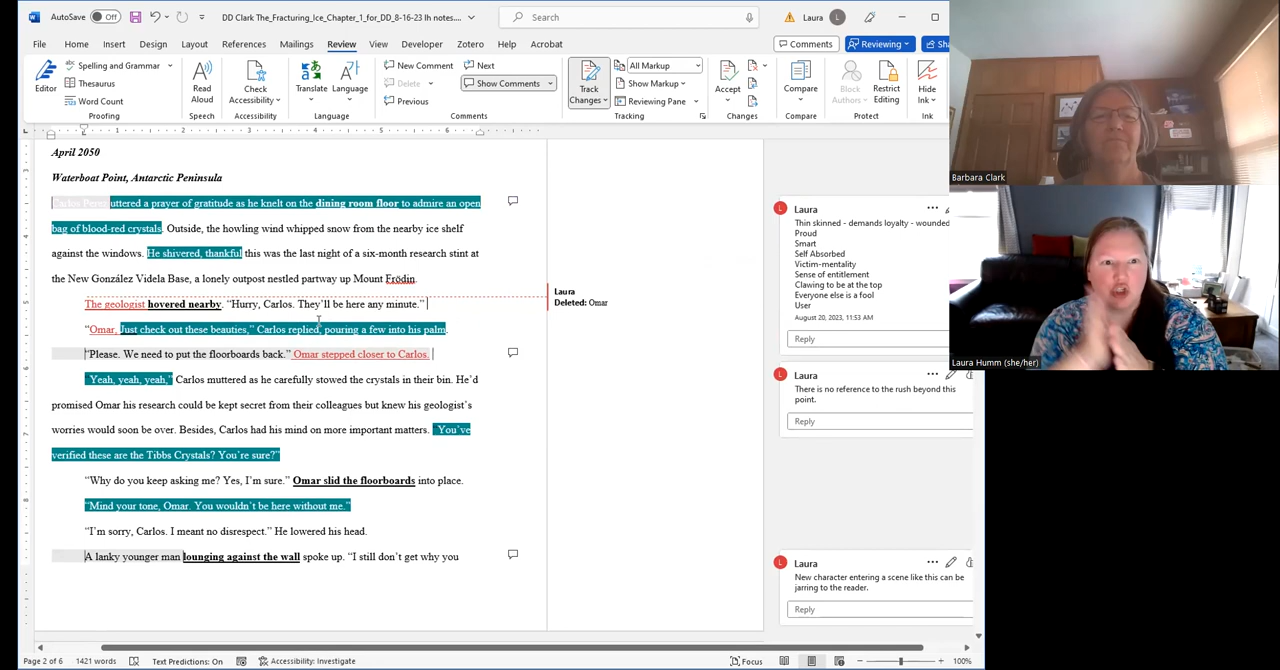 AutoSave Off DD Clark The_Fracturing_Ice_Chapter_1_for_DD_8-16-23 lh notes.... Search Laura L
File Home Insert Draw Design Layout References Mailings Review View Developer Zotero Help Acrobat Comments Reviewing Sha
Spelling and Grammar
Thesaurus
Word Count
Editor
Proofing
Read Aloud
Speech
Check Accessibility
Accessibility
Translate
Language
Language
New Comment
Delete
Previous
Next
Show Comments
Comments
Track Changes
All Markup
Show Markup
Reviewing Pane
Tracking
Accept
Changes
Compare
Compare
Block Authors
Restrict Editing
Protect
Hide Ink
Ink
April 2050
Waterboat Point, Antarctic Peninsula
Carlos Perez uttered a prayer of gratitude as he knelt on the dining room floor to admire an open
bag of blood-red crystals. Outside, the howling wind whipped snow from the nearby ice shelf
against the windows. He shivered, thankful this was the last night of a six-month research stint at
the New González Videla Base, a lonely outpost nestled partway up Mount Frödin.
The geologist hovered nearby. “Hurry, Carlos. They’ll be here any minute.”
“Omar, Just check out these beauties,” Carlos replied, pouring a few into his palm.
“Please. We need to put the floorboards back.” Omar stepped closer to Carlos.
“Yeah, yeah, yeah,” Carlos muttered as he carefully stowed the crystals in their bin. He’d
promised Omar his research could be kept secret from their colleagues but knew his geologist’s
worries would soon be over. Besides, Carlos had his mind on more important matters. “You’ve
verified these are the Tibbs Crystals? You’re sure?”
“Why do you keep asking me? Yes, I’m sure.” Omar slid the floorboards into place.
“Mind your tone, Omar. You wouldn’t be here without me.”
“I’m sorry, Carlos. I meant no disrespect.” He lowered his head.
A lanky younger man lounging against the wall spoke up. “I still don’t get why you
Laura
Deleted: Omar
L Laura
Thin skinned - demands loyalty - wounded
Proud
Smart
Self Absorbed
Victim-mentality
Sense of entitlement
Clawing to be at the top
Everyone else is a fool
User
August 20, 2023, 11:53 AM
Reply
L Laura
There is no reference to the rush beyond this
point.
Reply
L Laura
New character entering a scene like this can be
jarring to the reader.
Reply
Barbara Clark
Laura Humm (she/her)
Page 2 of 6 1421 words Text Predictions: On Accessibility: Investigate Focus 100%